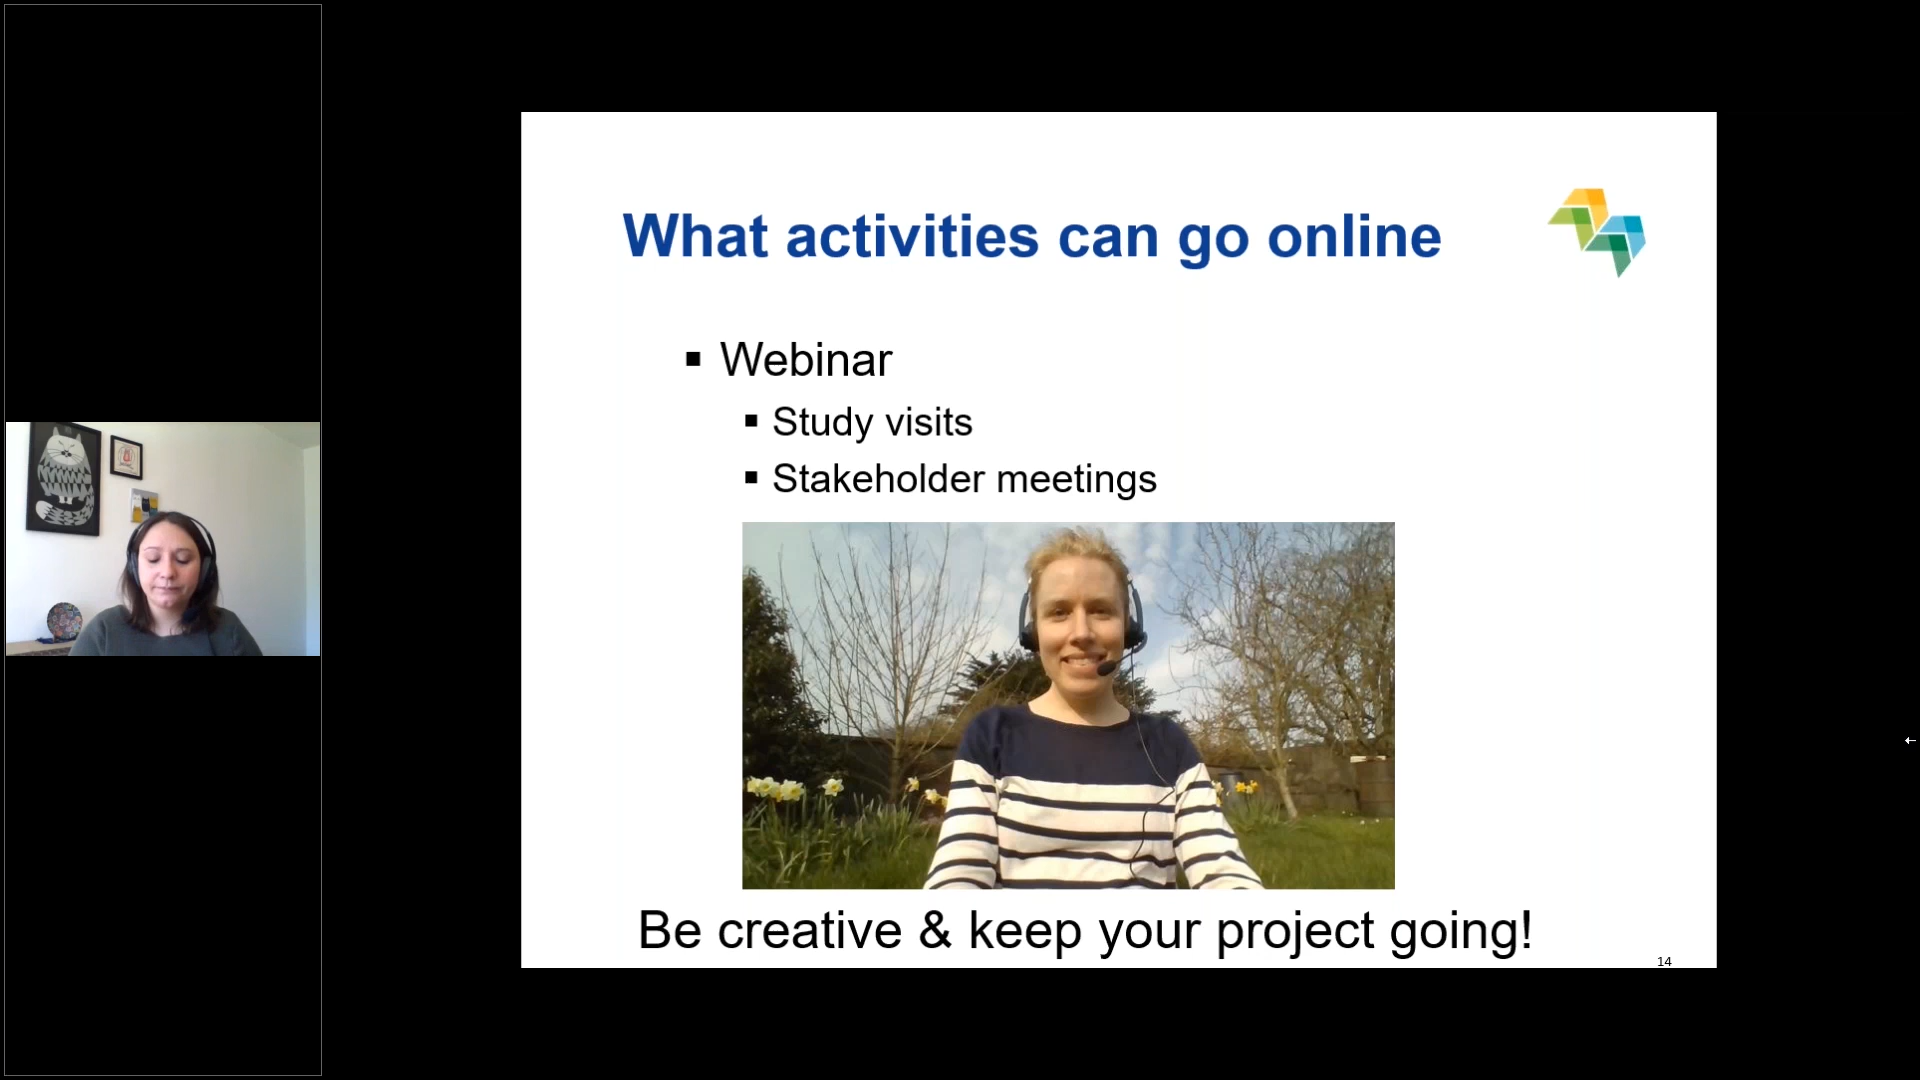 What activities can go online
▪ Webinar
▪ Study visits
▪ Stakeholder meetings
Be creative & keep your project going!
14